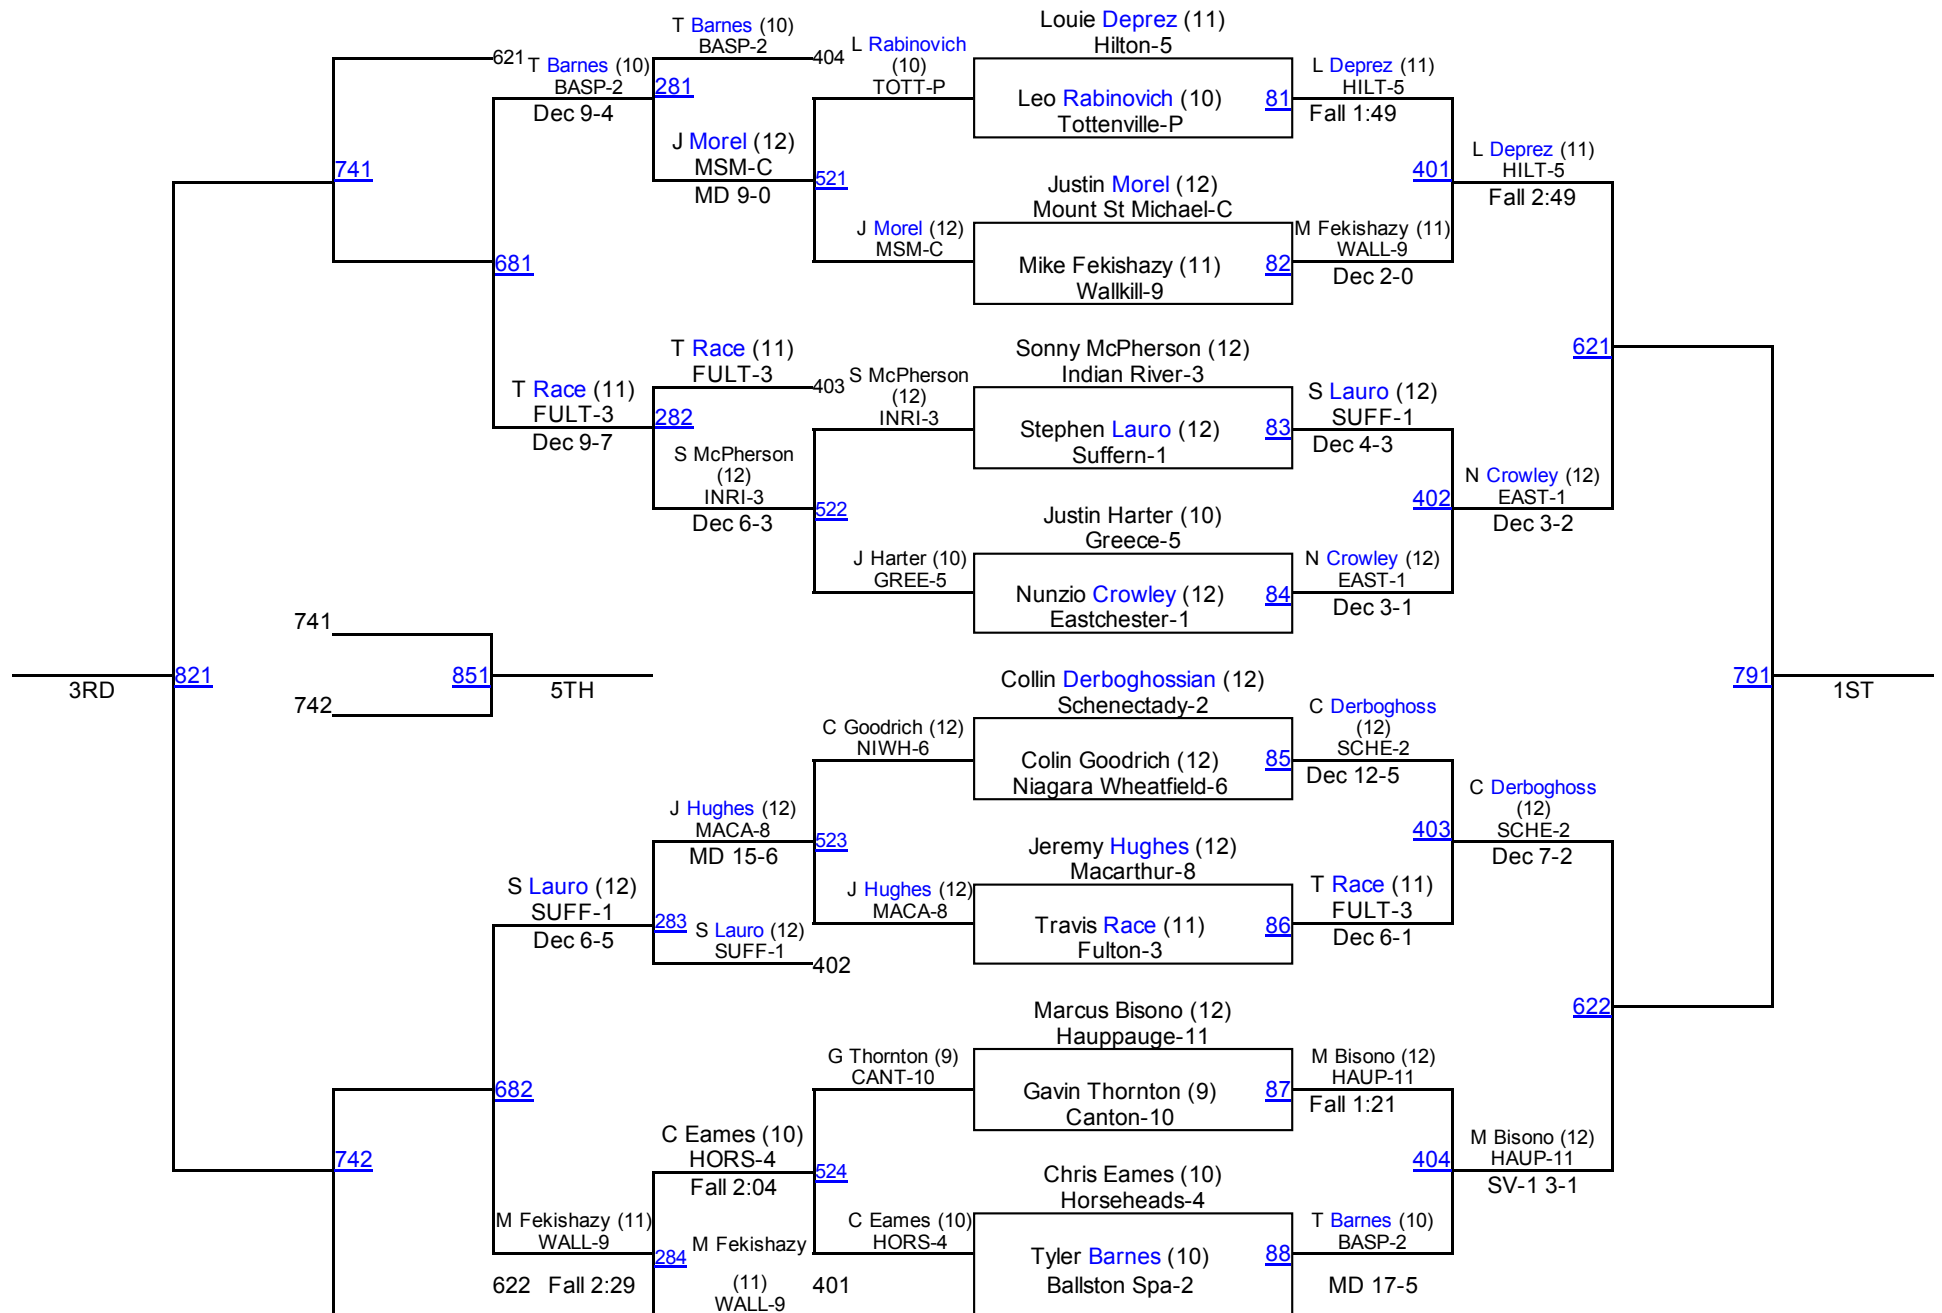 T Barnes (10)
BASP-2
404
621
T Barnes (10)
BASP-2
Dec 9-4
281
L Rabinovich
(10)
TOTT-P
Louie Deprez (11)
Hilton-5
Leo Rabinovich (10)
Tottenville-P
81
L Deprez (11)
HILT-5
Fall 1:49
741
J Morel (12)
MSM-C
MD 9-0
521
Justin Morel (12)
Mount St Michael-C
401
L Deprez (11)
HILT-5
Fall 2:49
J Morel (12)
MSM-C
Mike Fekishazy (11)
Wallkill-9
82
M Fekishazy (11)
WALL-9
Dec 2-0
681
T Race (11)
FULT-3
403
T Race (11)
FULT-3
Dec 9-7
282
S McPherson
(12)
INRI-3
Sonny McPherson (12)
Indian River-3
Stephen Lauro (12)
Suffern-1
83
S Lauro (12)
SUFF-1
Dec 4-3
621
S McPherson
(12)
INRI-3
Dec 6-3
522
Justin Harter (10)
Greece-5
402
N Crowley (12)
EAST-1
Dec 3-2
J Harter (10)
GREE-5
Nunzio Crowley (12)
Eastchester-1
84
N Crowley (12)
EAST-1
Dec 3-1
741
3RD
821
742
851
5TH
791
1ST
Collin Derboghossian (12)
Schenectady-2
C Goodrich (12)
NIWH-6
Colin Goodrich (12)
Niagara Wheatfield-6
85
C Derboghoss
(12)
SCHE-2
Dec 12-5
J Hughes (12)
MACA-8
MD 15-6
523
Jeremy Hughes (12)
Macarthur-8
403
C Derboghoss
(12)
SCHE-2
Dec 7-2
S Lauro (12)
SUFF-1
Dec 6-5
283
S Lauro (12)
SUFF-1
402
J Hughes (12)
MACA-8
Travis Race (11)
Fulton-3
86
T Race (11)
FULT-3
Dec 6-1
622
Marcus Bisono (12)
Hauppauge-11
682
G Thornton (9)
CANT-10
Gavin Thornton (9)
Canton-10
87
M Bisono (12)
HAUP-11
Fall 1:21
742
C Eames (10)
HORS-4
Fall 2:04
524
Chris Eames (10)
Horseheads-4
404
M Bisono (12)
HAUP-11
SV-1 3-1
M Fekishazy (11)
WALL-9
622 Fall 2:29
284
M Fekishazy
(11)
WALL-9
401
C Eames (10)
HORS-4
Tyler Barnes (10)
Ballston Spa-2
88
T Barnes (10)
BASP-2
MD 17-5